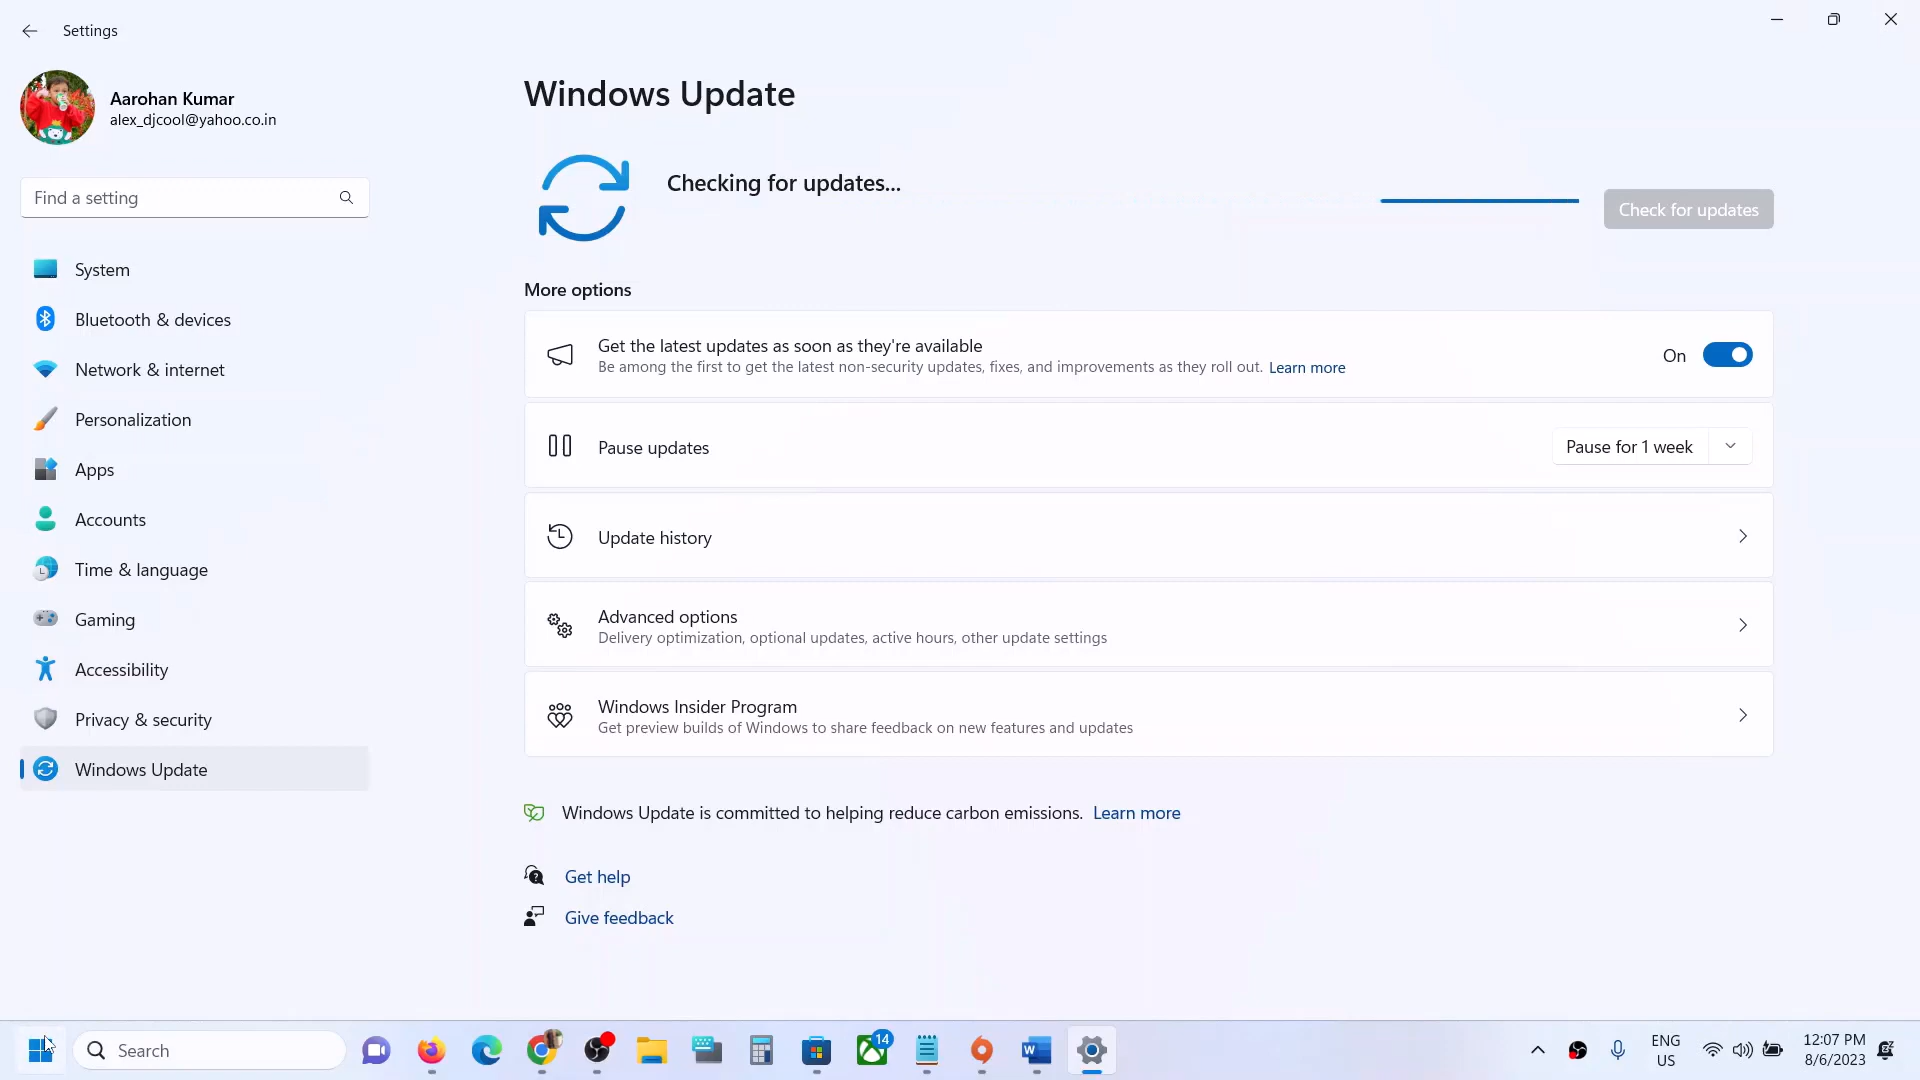 Settings
Aarohan Kumar
alex_djcool@yahoo.co.in
Find a setting
System
Bluetooth & devices
Network & internet
Personalization
Apps
Accounts
Time & language
Gaming
Accessibility
Privacy & security
Windows Update
Windows Update
Checking for updates...
Check for updates
More options
Get the latest updates as soon as they're available
Be among the first to get the latest non-security updates, fixes, and improvements as they roll out. Learn more
On
Pause updates
Pause for 1 week
Update history
Advanced options
Delivery optimization, optional updates, active hours, other update settings
Windows Insider Program
Get preview builds of Windows to share feedback on new features and updates
Windows Update is committed to helping reduce carbon emissions. Learn more
Get help
Give feedback
Search
14
ENG
US
12:07 PM
8/6/2023